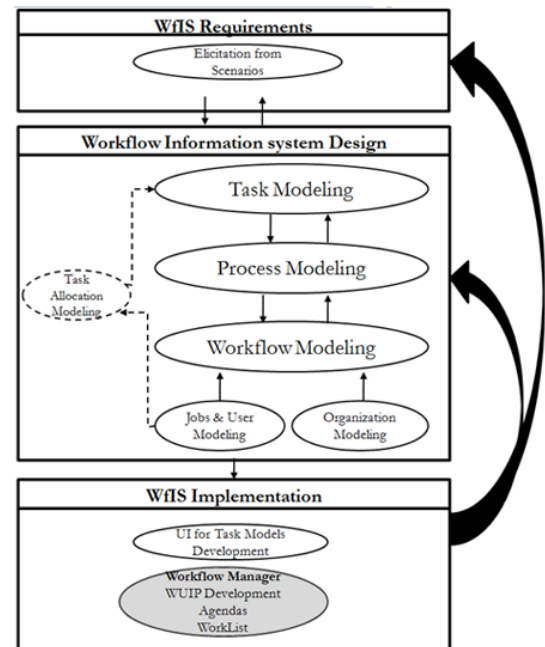 WfIS Requirements
Elicitation from
Scenarios
Workflow Information system Design
Task Modeling
Process Modeling
Task
Allocation
Modeling
Workflow Modeling
Jobs & User
Modeling
Organization
Modeling
WfIS Implementation
UI for Task Models
Development
Workflow Manager
WUIP Development
Agendas
WorkList